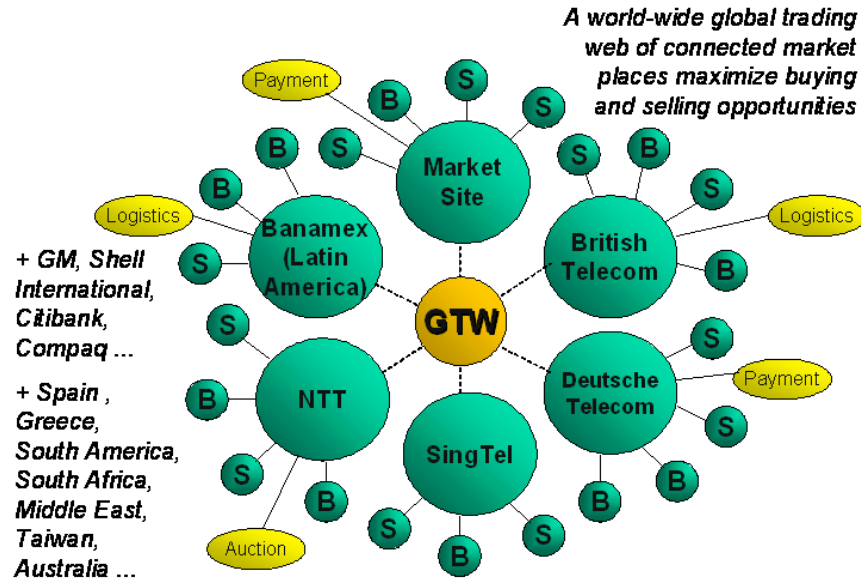 A world-wide global trading
web of connected market
places maximize buying
and selling opportunities
Payment
B
S
S
S
Market
Site
B
B
Logistics
S
Banamex
(Latin
America)
S
B
S
Logistics
B
British
Telecom
+ GM, Shell
International,
Citibank,
Compaq ...
GTW
S
B
S
B
NTT
Auction
S
Payment
S
B
B
Deutsche
Telecom
SingTel
S
B
S
+ Spain ,
Greece,
South America,
South Africa,
Middle East,
Taiwan,
Australia ...